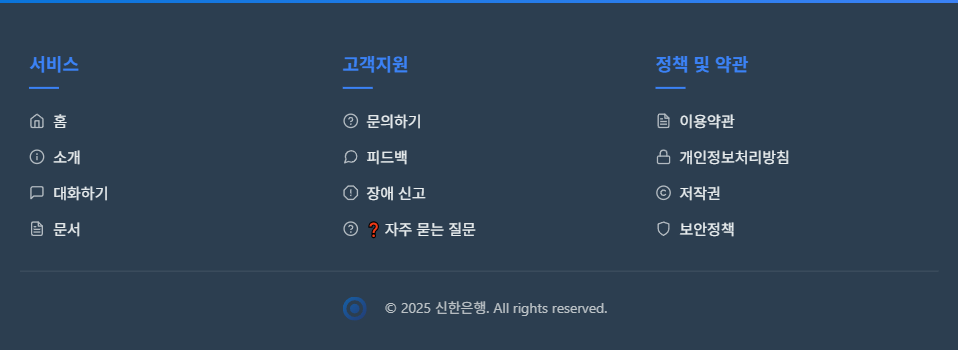 서비스
홈
소개
대화하기
문서
고객지원
문의하기
피드백
장애 신고
❓자주 묻는 질문
정책 및 약관
이용약관
개인정보처리방침
저작권
보안정책
© 2025 신한은행. All rights reserved.